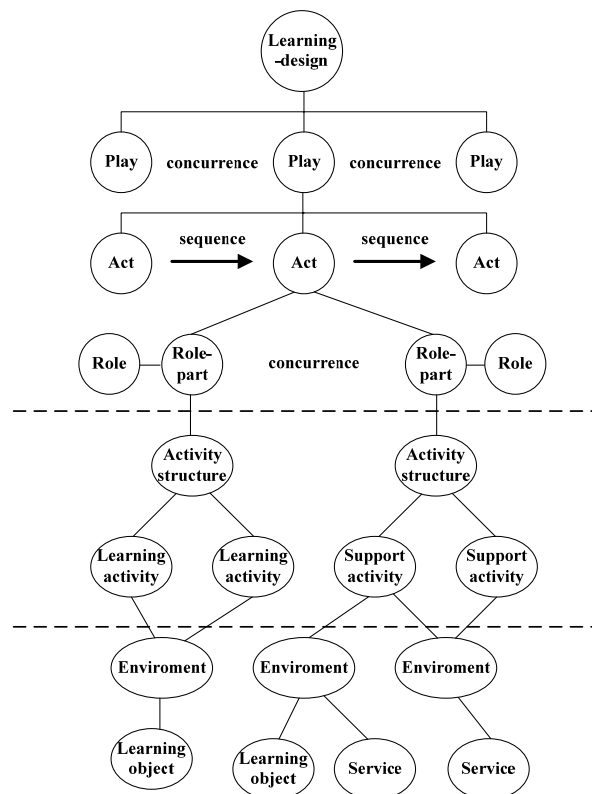 Learning
-design
Play
concurrence
Play
concurrence
Play
Act
sequence
Act
sequence
Act
Role
Role-
part
concurrence
Role-
part
Role
Activity
structure
Activity
structure
Learning
activity
Learning
activity
Support
activity
Support
activity
Enviroment
Enviroment
Enviroment
Learning
object
Learning
object
Service
Service